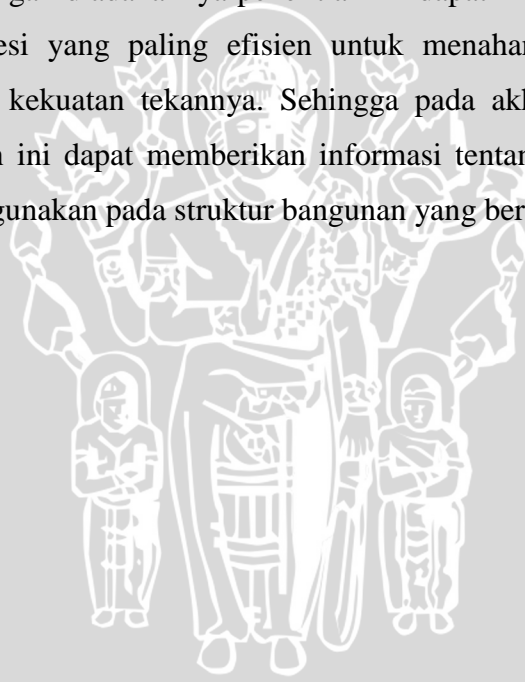 esi yang paling efisien untuk menahan
kekuatan tekannya. Sehingga pada akh
ini dapat memberikan informasi tentan
gunakan pada struktur bangunan yang ber